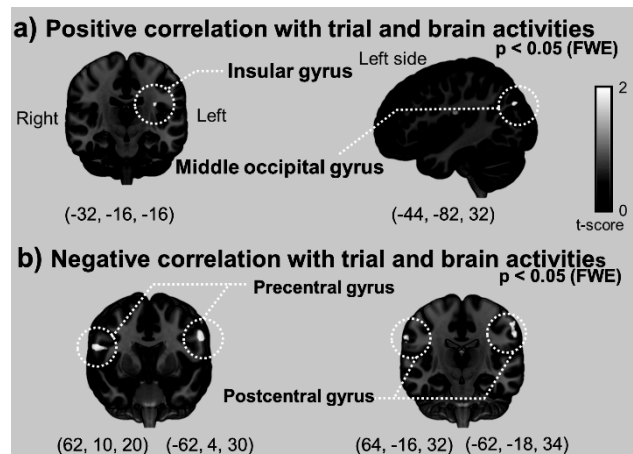 a) Positive correlation with trial and brain activities
p < 0.05 (FWE)
Left side
Insular gyrus
2
Right
Left
Middle occipital gyrus
0
t-score
(-32, -16, -16)
(-44, -82, 32)
b) Negative correlation with trial and brain activities
p < 0.05 (FWE)
Precentral gyrus
Postcentral gyrus
(62, 10, 20) (-62, 4, 30)
(64, -16, 32) (-62, -18, 34)